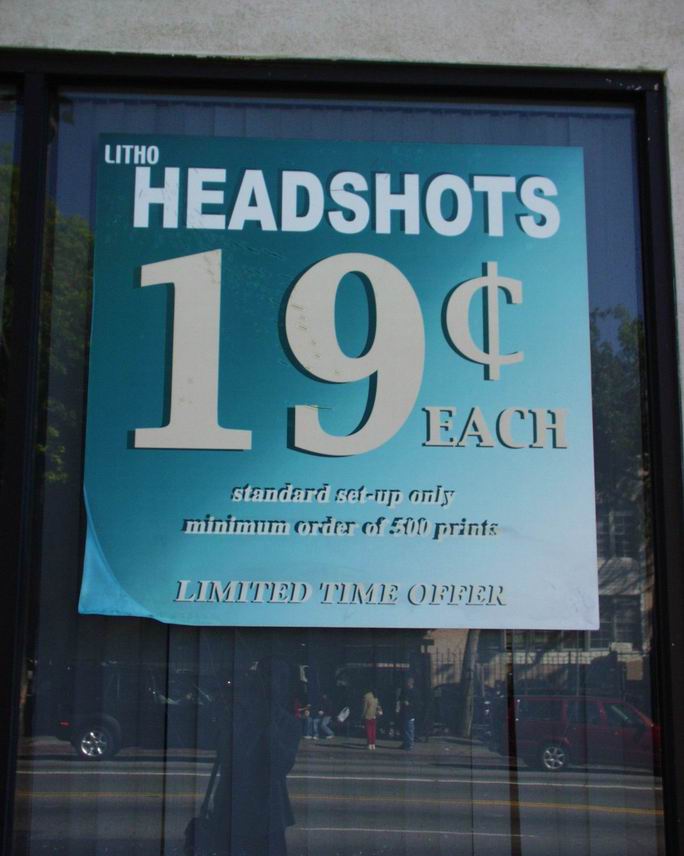 LITHO
HEADSHOTS
19¢
EACH
standard set-up only
minimum order of 500 prints
LIMITED TIME OFFER